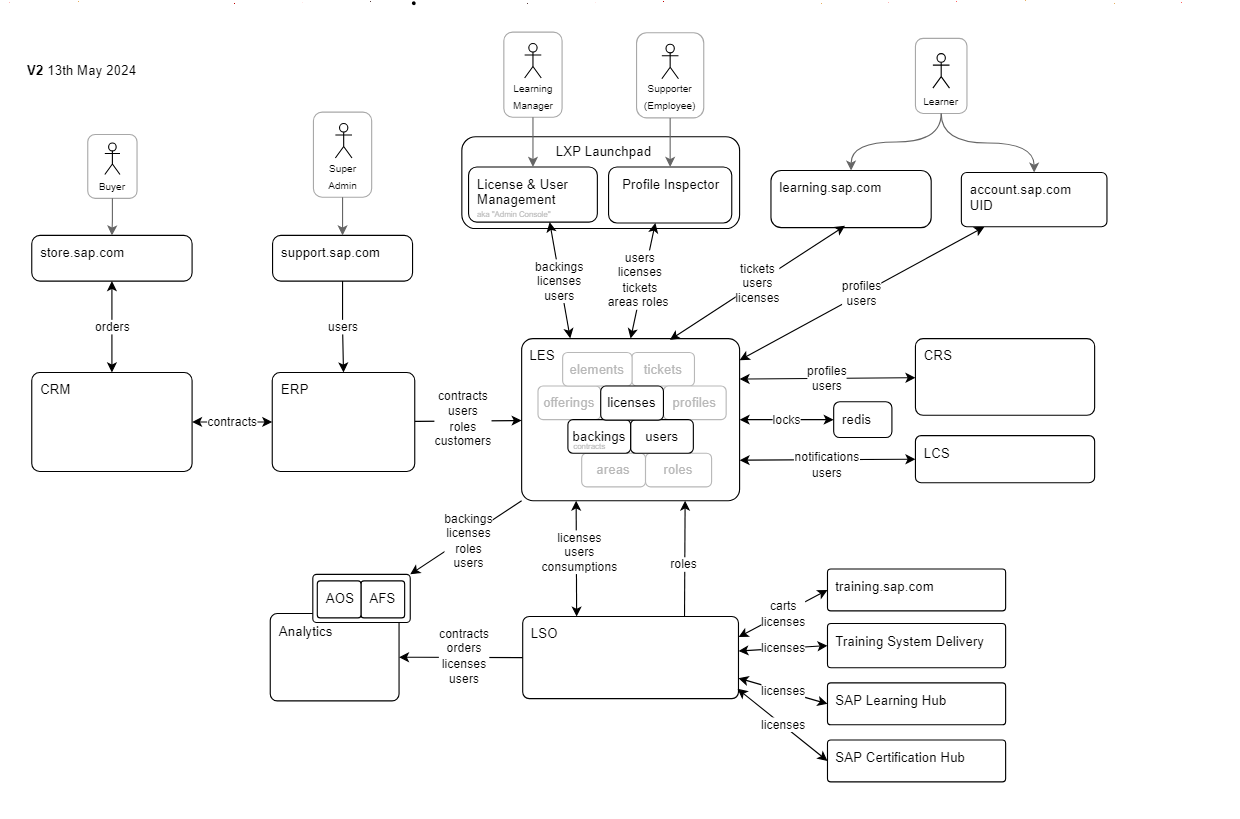 V2 13th May 2024
Buyer
Super
Admin
Learning
Manager
Supporter
(Employee)
Learner
store.sap.com
support.sap.com
LXP Launchpad
License & User
Management
aka "Admin Console"
Profile Inspector
learning.sap.com
account.sap.com
UID
orders
users
backings
licenses
users
users
licenses
tickets
areas roles
tickets
users
licenses
profiles
users
CRM
contracts
ERP
contracts
users
roles
customers
LES
elements
tickets
offerings
licenses
profiles
backings
contracts
users
areas
roles
profiles
users
CRS
locks
redis
notifications
users
LCS
backings
licenses
roles
users
licenses
users
consumptions
roles
AOS
AFS
Analytics
contracts
orders
licenses
users
LSO
carts
licenses
training.sap.com
licenses
Training System Delivery
licenses
SAP Learning Hub
licenses
SAP Certification Hub